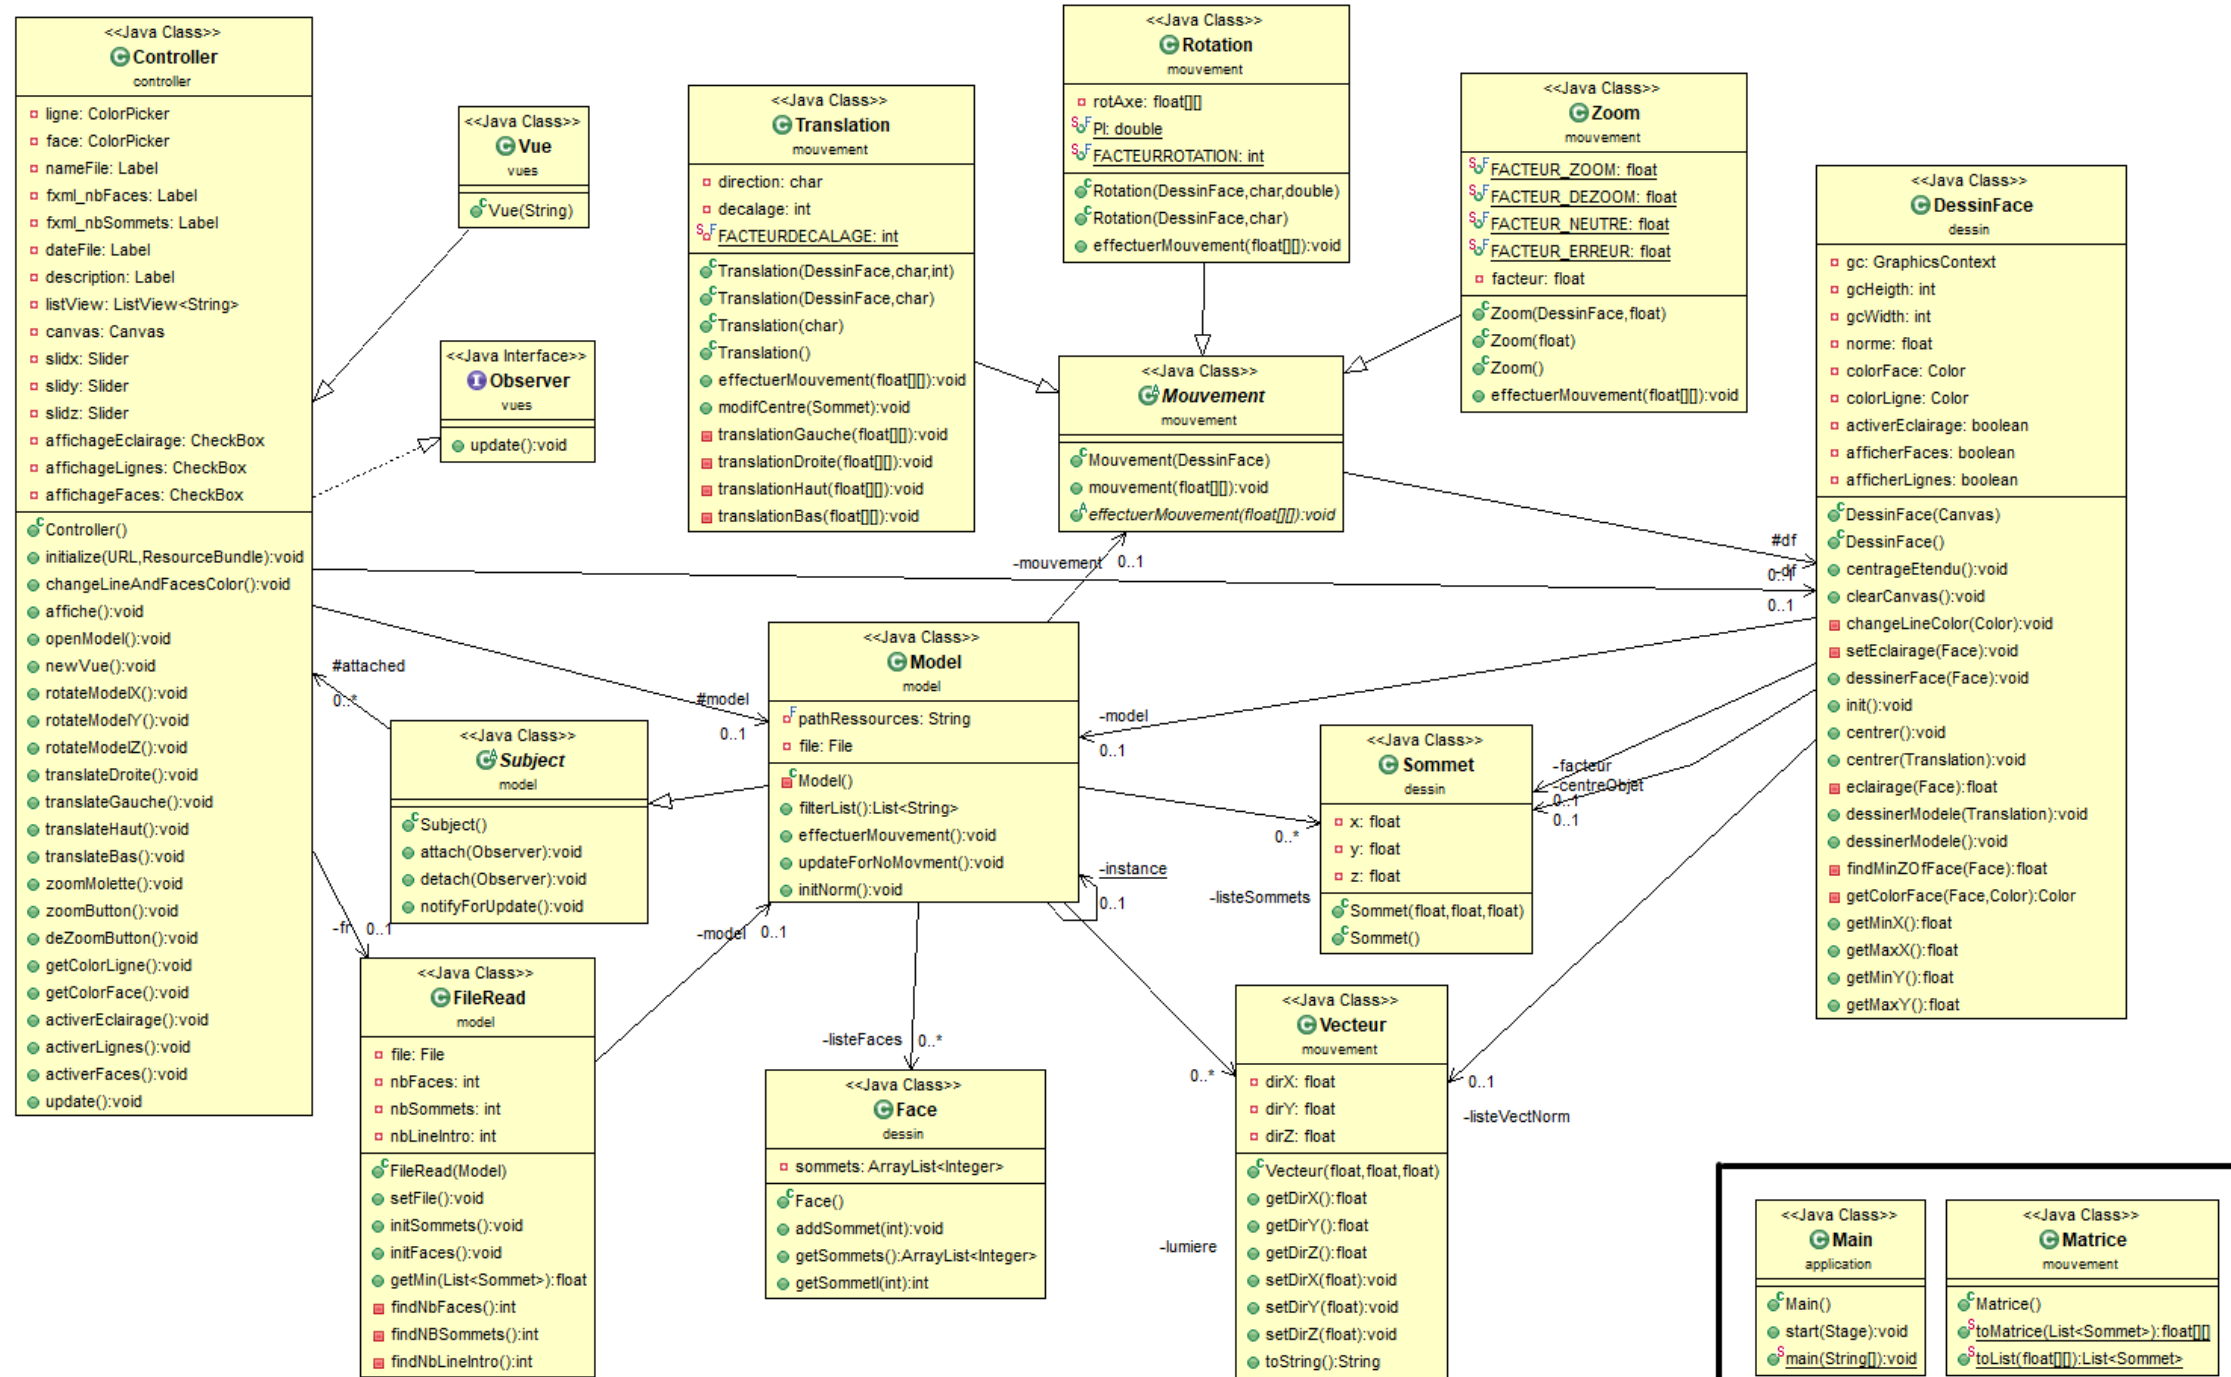 <<Java Class>>
Controller
controller
ligne: ColorPicker
face: ColorPicker
nameFile: Label
fxml_nbFaces: Label
fxml_nbSommets: Label
dateFile: Label
description: Label
listView: ListView<String>
canvas: Canvas
slidx: Slider
slidy: Slider
slidz: Slider
affichageEclairage: CheckBox
affichageLignes: CheckBox
affichageFaces: CheckBox
Controller()
initialize(URL,ResourceBundle):void
changeLineAndFacesColor():void
affiche():void
openModel():void
newVue():void
rotateModelX():void
rotateModelY():void
rotateModelZ():void
translateDroite():void
translateGauche():void
translateHaut():void
translateBas():void
zoomMolette():void
zoomButton():void
deZoomButton():void
getColorLigne():void
getColorFace():void
activerEclairage():void
activerLignes():void
activerFaces():void
update():void
<<Java Class>>
Vue
vues
Vue(String)
<<Java Interface>>
Observer
vues
update():void
<<Java Class>>
Translation
mouvement
direction: char
decalage: int
FACTEURDECALAGE: int
Translation(DessinFace,char,int)
Translation(DessinFace,char)
Translation(char)
Translation()
effectuerMouvement(float[][]):void
modifCentre(Sommet):void
translationGauche(float[][]):void
translationDroite(float[][]):void
translationHaut(float[][]):void
translationBas(float[][]):void
<<Java Class>>
Rotation
mouvement
rotAxe: float[][]
PI: double
FACTEURROTATION: int
Rotation(DessinFace,char,double)
Rotation(DessinFace,char)
effectuerMouvement(float[][]):void
<<Java Class>>
Zoom
mouvement
FACTEUR_ZOOM: float
FACTEUR_DEZOOM: float
FACTEUR_NEUTRE: float
FACTEUR_ERREUR: float
facteur: float
Zoom(DessinFace,float)
Zoom(float)
Zoom()
effectuerMouvement(float[][]):void
<<Java Class>>
Mouvement
mouvement
Mouvement(DessinFace)
mouvement(float[][]):void
effectuerMouvement(float[][]):void
<<Java Class>>
DessinFace
dessin
gc: GraphicsContext
gcHeigth: int
gcWidth: int
norme: float
colorFace: Color
colorLigne: Color
activerEclairage: boolean
afficherFaces: boolean
afficherLignes: boolean
DessinFace(Canvas)
DessinFace()
centrageEtendu():void
clearCanvas():void
changeLineColor(Color):void
setEclairage(Face):void
dessinerFace(Face):void
init():void
centrer():void
centrer(Translation):void
eclairage(Face):float
dessinerModele(Translation):void
dessinerModele():void
findMinZOfFace(Face):float
getColorFace(Face,Color):Color
getMinX():float
getMaxX():float
getMinY():float
getMaxY():float
-mouvement
0..1
#df
0..1
-df
0..1
#attached
0..*
#model
0..1
-model
0..1
<<Java Class>>
Model
model
pathRessources: String
file: File
Model()
filterList():List<String>
effectuerMouvement():void
updateForNoMovment():void
initNorm():void
-instance
0..1
<<Java Class>>
Subject
model
Subject()
attach(Observer):void
detach(Observer):void
notifyForUpdate():void
<<Java Class>>
Sommet
dessin
x: float
y: float
z: float
Sommet(float,float,float)
Sommet()
-facteur
-centreObjet
0..1
0..1
0..*
-listeSommets
-fr
0..1
-model
0..1
<<Java Class>>
FileRead
model
file: File
nbFaces: int
nbSommets: int
nbLineIntro: int
FileRead(Model)
setFile():void
initSommets():void
initFaces():void
getMin(List<Sommet>):float
findNbFaces():int
findNBSommets():int
findNbLineIntro():int
-listeFaces
0..*
<<Java Class>>
Face
dessin
sommets: ArrayList<Integer>
Face()
addSommet(int):void
getSommets():ArrayList<Integer>
getSommetI(int):int
<<Java Class>>
Vecteur
mouvement
dirX: float
dirY: float
dirZ: float
Vecteur(float,float,float)
getDirX():float
getDirY():float
getDirZ():float
setDirX(float):void
setDirY(float):void
setDirZ(float):void
toString():String
0..*
0..1
-listeVectNorm
-lumiere
<<Java Class>>
Main
application
Main()
start(Stage):void
main(String[]):void
<<Java Class>>
Matrice
mouvement
Matrice()
toMatrice(List<Sommet>):float[][]
toList(float[][]):List<Sommet>